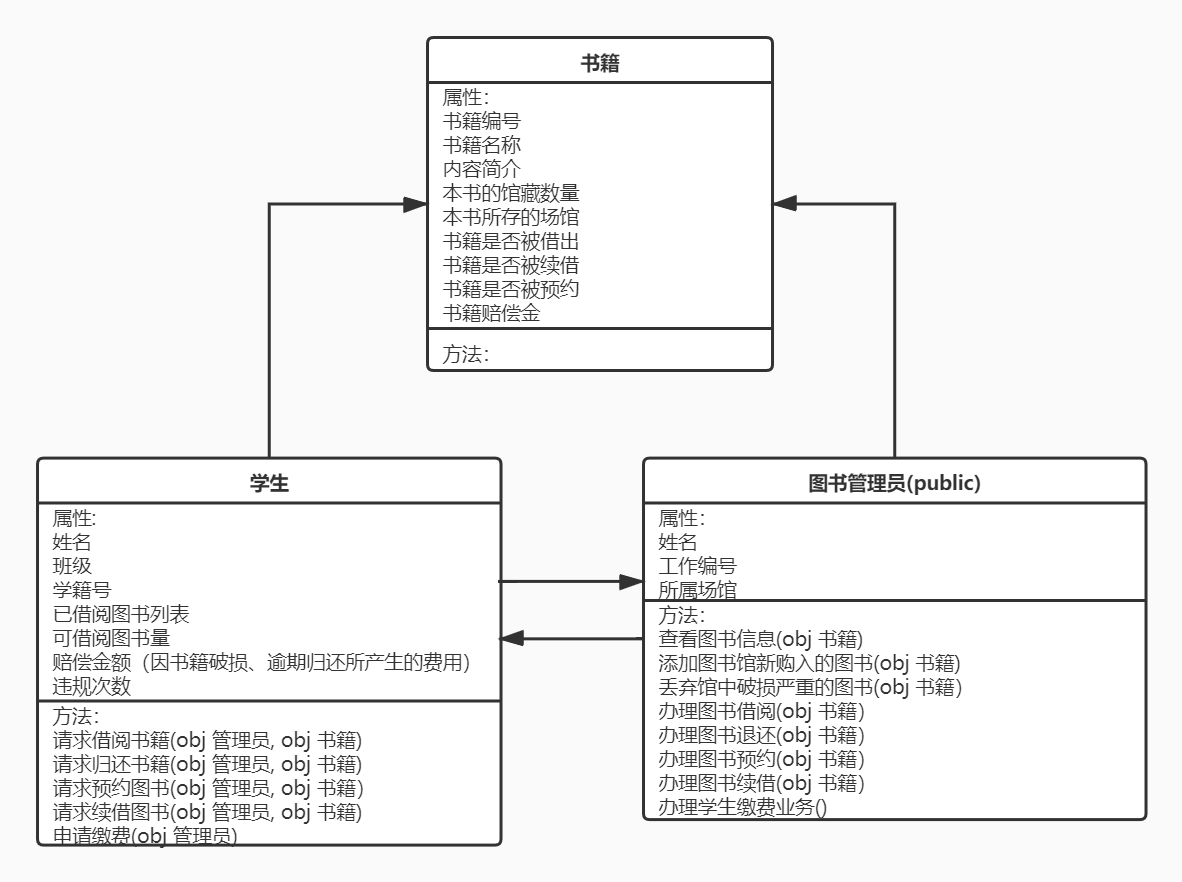 书籍
属性：
书籍编号
书籍名称
内容简介
本书的馆藏数量
本书所存的场馆
书籍是否被借出
书籍是否被续借
书籍是否被预约
书籍赔偿金
方法：
学生
属性:
姓名
班级
学籍号
已借阅图书列表
可借阅图书量
赔偿金额（因书籍破损、逾期归还所产生的费用）
违规次数
方法：
请求借阅书籍(obj 管理员, obj 书籍)
请求归还书籍(obj 管理员, obj 书籍)
请求预约图书(obj 管理员, obj 书籍)
请求续借图书(obj 管理员, obj 书籍)
申请缴费(obj 管理员)
图书管理员(public)
属性：
姓名
工作编号
所属场馆
方法：
查看图书信息(obj 书籍)
添加图书馆新购入的图书(obj 书籍)
丢弃馆中破损严重的图书(obj 书籍)
办理图书借阅(obj 书籍)
办理图书退还(obj 书籍)
办理图书预约(obj 书籍)
办理图书续借(obj 书籍)
办理学生缴费业务()